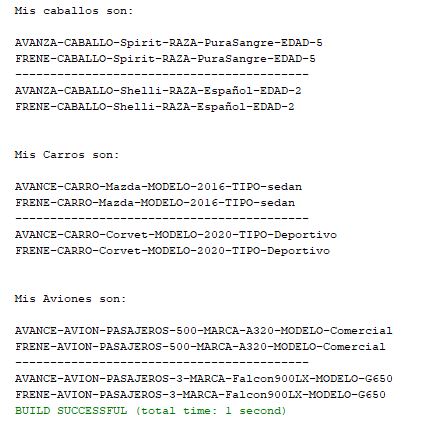 Mis caballos son:
AVANZA-CABALLO-Spirit-RAZA-PuraSangre-EDAD-5
FRENE-CABALLO-Spirit-RAZA-PuraSangre-EDAD-5
-----------------------------------------
AVANZA-CABALLO-Shelli-RAZA-Español-EDAD-2
FRENE-CABALLO-Shelli-RAZA-Español-EDAD-2
Mis Carros son:
AVANCE-CARRO-Mazda-MODELO-2016-TIPO-sedan
FRENE-CARRO-Mazda-MODELO-2016-TIPO-sedan
-----------------------------------------
AVANCE-CARRO-Corvet-MODELO-2020-TIPO-Deportivo
FRENE-CARRO-Corvet-MODELO-2020-TIPO-Deportivo
Mis Aviones son:
AVANCE-AVION-PASAJEROS-500-MARCA-A320-MODELO-Comercial
FRENE-AVION-PASAJEROS-500-MARCA-A320-MODELO-Comercial
-----------------------------------------
AVANCE-AVION-PASAJEROS-3-MARCA-Falcon900LX-MODELO-G650
FRENE-AVION-PASAJEROS-3-MARCA-Falcon900LX-MODELO-G650
BUILD SUCCESSFUL (total time: 1 second)